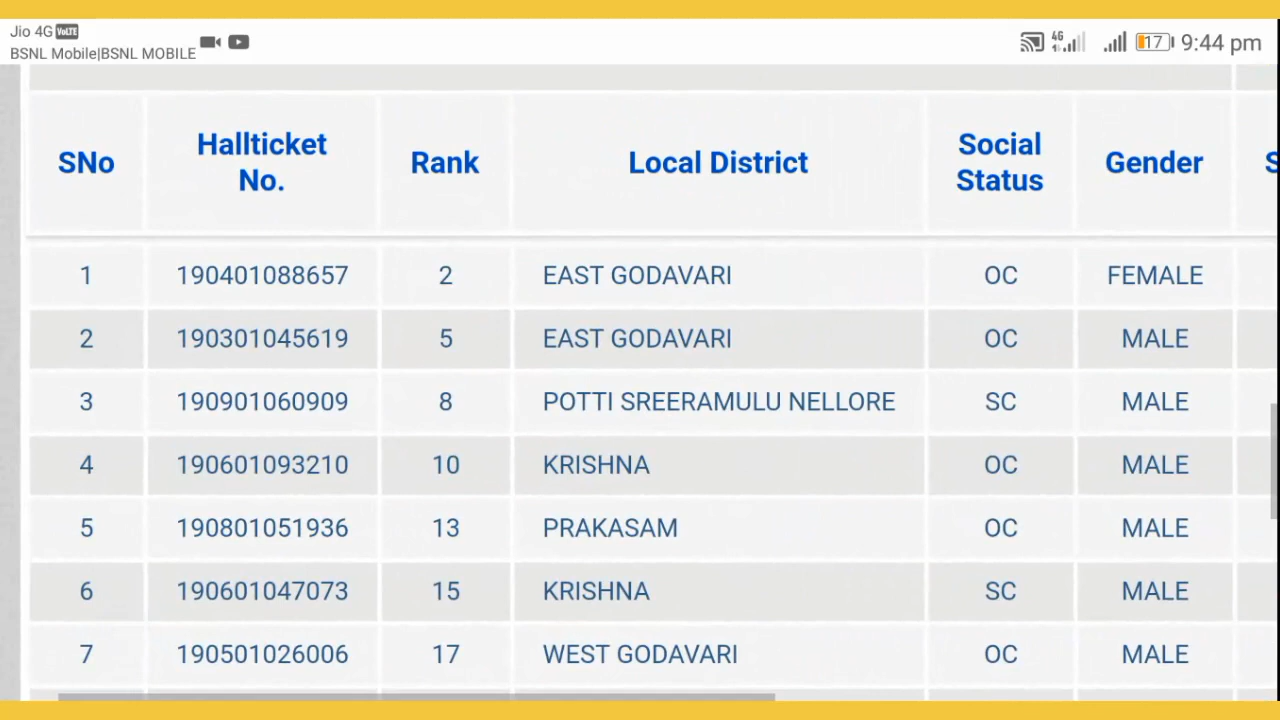 Jio 4G VoLTE
BSNL Mobile|BSNL MOBILE
4G 17 9:44 pm
SNo Hallticket No. Rank Local District Social Status Gender S
1 190401088657 2 EAST GODAVARI OC FEMALE
2 190301045619 5 EAST GODAVARI OC MALE
3 190901060909 8 POTTI SREERAMULU NELLORE SC MALE
4 190601093210 10 KRISHNA OC MALE
5 190801051936 13 PRAKASAM OC MALE
6 190601047073 15 KRISHNA SC MALE
7 190501026006 17 WEST GODAVARI OC MALE